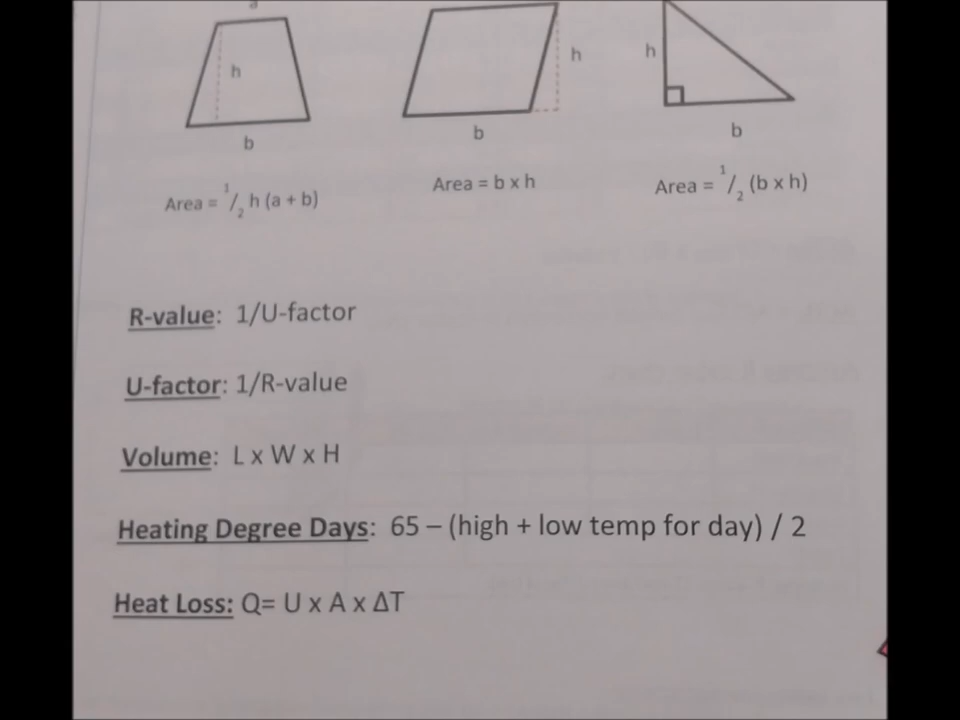 a
h
h
h
b
b
b
Area = 1/2 h (a + b)
Area = b x h
Area = 1/2 (b x h)
R-value: 1/U-factor
U-factor: 1/R-value
Volume: L x W x H
Heating Degree Days: 65 – (high + low temp for day) / 2
Heat Loss: Q= U x A x ΔT